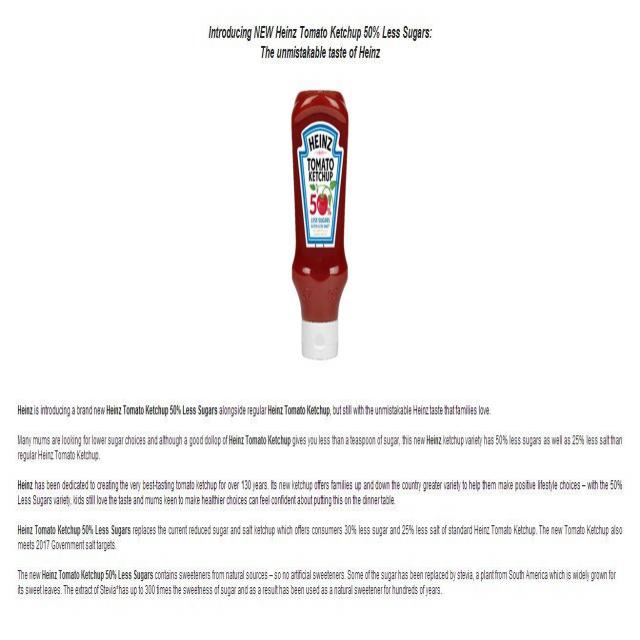 Introducing NEW Heinz Tomato Ketchup 50% Less Sugars:
The unmistakable taste of Heinz
HEINZ
TOMATO
KETCHUP
50%
LESS SUGARS
Heinz is introducing a brand new Heinz Tomato Ketchup 50% Less Sugars alongside regular Heinz Tomato Ketchup, but still with the unmistakable Heinz taste that families love.
Many mums are looking for lower sugar choices and although a good dollop of Heinz Tomato Ketchup gives you less than a teaspoon of sugar, this new Heinz ketchup variety has 50% less sugars as well as 25% less salt than
regular Heinz Tomato Ketchup.
Heinz has been dedicated to creating the very best-tasting tomato ketchup for over 130 years. Its new ketchup offers families up and down the country greater variety to help them make positive lifestyle choices – with the 50%
Less Sugars variety, kids still love the taste and mums keen to make healthier choices can feel confident about putting this on the dinner table.
Heinz Tomato Ketchup 50% Less Sugars replaces the current reduced sugar and salt ketchup which offers consumers 30% less sugar and 25% less salt of standard Heinz Tomato Ketchup. The new Tomato Ketchup also
meets 2017 Government salt targets.
The new Heinz Tomato Ketchup 50% Less Sugars contains sweeteners from natural sources – so no artificial sweeteners. Some of the sugar has been replaced by stevia, a plant from South America which is widely grown for
its sweet leaves. The extract of Stevia*has up to 300 times the sweetness of sugar and as a result has been used as a natural sweetener for hundreds of years.